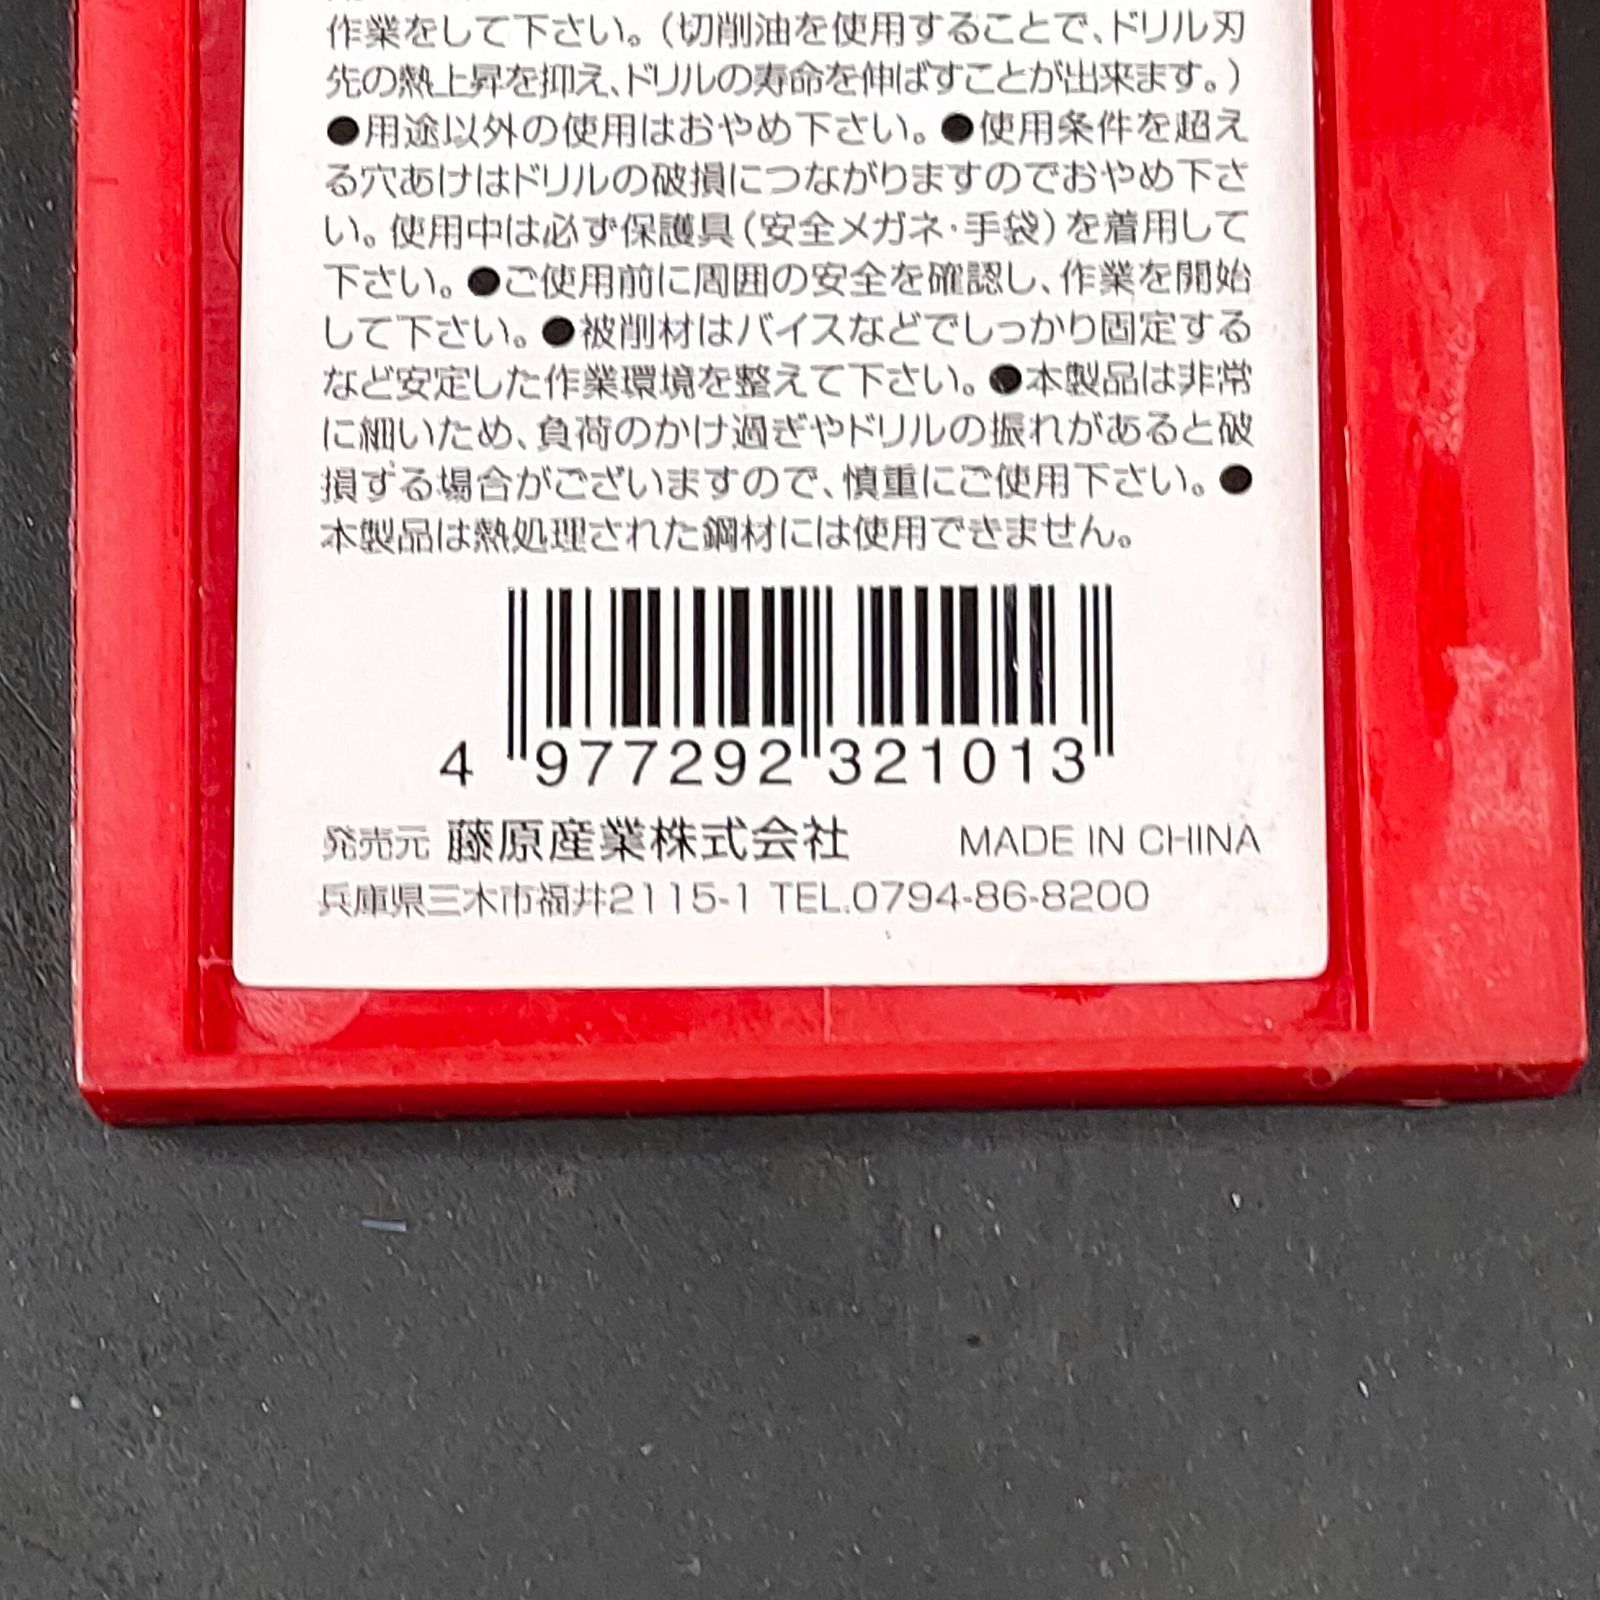 作業をして下さい。(切削油を使用することで、ドリル刃
先の熱上昇を抑え、ドリルの寿命を伸ばすことが出来ます。)
●用途以外の使用はおやめ下さい。●使用条件を超え
る穴あけはドリルの破損につながりますのでおやめ下さ
い。使用中は必ず保護具(安全メガネ・手袋)を着用して
下さい。●ご使用前に周囲の安全を確認し、作業を開始
して下さい。●被削材はバイスなどでしっかり固定する
など安定した作業環境を整えて下さい。●本製品は非常
に細いため、負荷のかけ過ぎやドリルの振れがあると破
損する場合がございますので、慎重にご使用下さい。●
本製品は熱処理された鋼材には使用できません。
4 977292 321013
発売元 藤原産業株式会社 MADE IN CHINA
兵庫県三木市福井2115-1 TEL.0794-86-8200